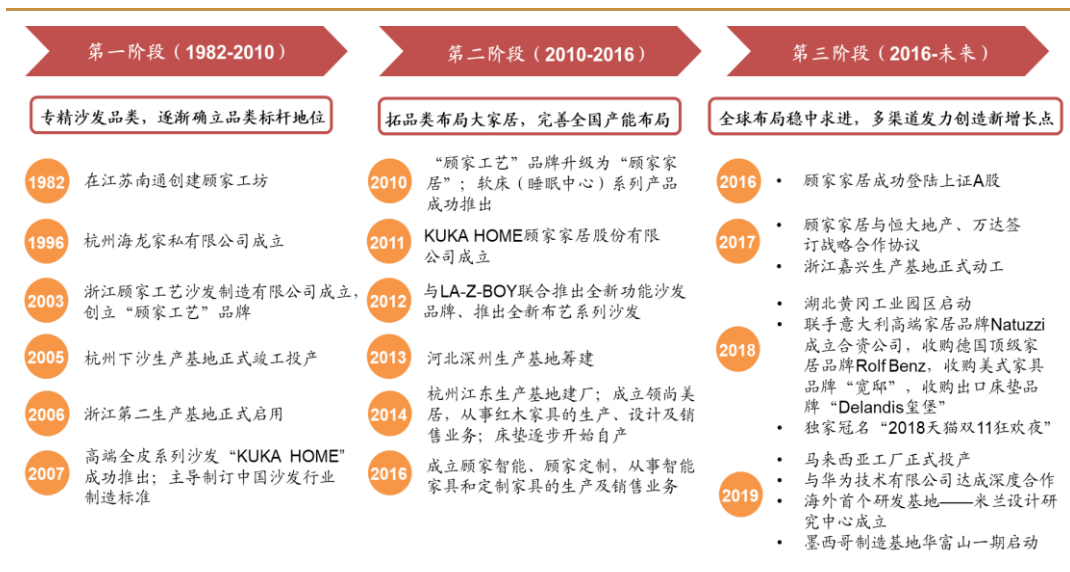 第一阶段（1982-2010）
专精沙发品类，逐渐确立品类标杆地位
1982
在江苏南通创建顾家工坊
1996
杭州海龙家私有限公司成立
2003
浙江顾家工艺沙发制造有限公司成立，
创立“顾家工艺”品牌
2005
杭州下沙生产基地正式竣工投产
2006
浙江第二生产基地正式启用
2007
高端全皮系列沙发“KUKA HOME”
成功推出；主导制订中国沙发行业
制造标准
第二阶段（2010-2016）
拓品类布局大家居，完善全国产能布局
2010
“顾家工艺”品牌升级为“顾家家
居”；软床（睡眠中心）系列产品
成功推出
2011
KUKA HOME顾家家居股份有限
公司成立
2012
与LA-Z-BOY联合推出全新功能沙发
品牌、推出全新布艺系列沙发
2013
河北深州生产基地筹建
2014
杭州江东生产基地建厂；成立领尚美
居，从事红木家具的生产、设计及销
售业务；床垫逐步开始自产
2016
成立顾家智能、顾家定制，从事智能
家具和定制家具的生产及销售业务
第三阶段（2016-未来）
全球布局稳中求进，多渠道发力创造新增长点
2016
• 顾家家居成功登陆上证A股
2017
• 顾家家居与恒大地产、万达签
订战略合作协议
• 浙江嘉兴生产基地正式动工
2018
• 湖北黄冈工业园区启动
• 联手意大利高端家居品牌Natuzzi
成立合资公司，收购德国顶级家
居品牌Rolf Benz，收购美式家具
品牌“宽邸”，收购出口床垫品
牌“Delandis玺堡”
• 独家冠名“2018天猫双11狂欢夜”
2019
• 马来西亚工厂正式投产
• 与华为技术有限公司达成深度合作
• 海外首个研发基地——米兰设计研
究中心成立
• 墨西哥制造基地华富山一期启动